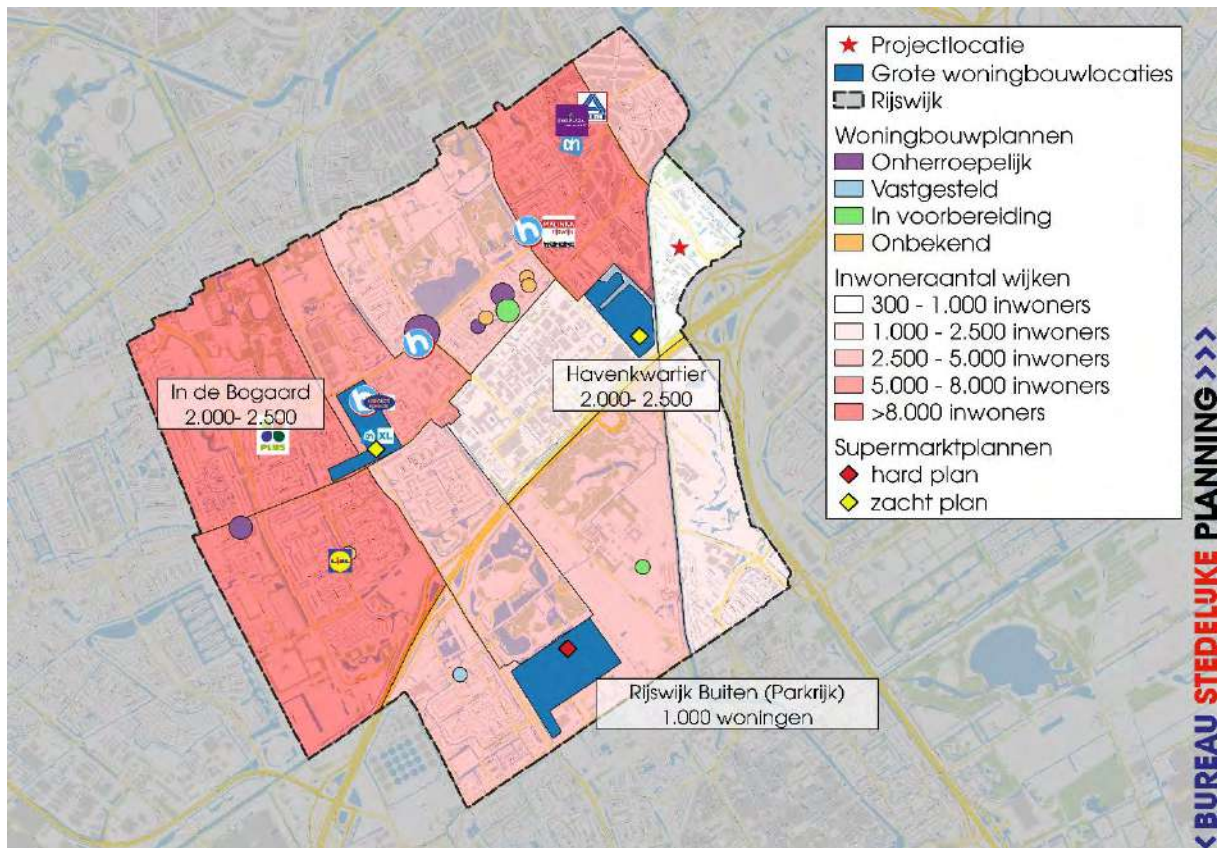 Projectlocatie
Grote woningbouwlocaties
Rijswijk
Woningbouwplannen
Onherroepelijk
Vastgesteld
In voorbereiding
Onbekend
Inwoneraantal wijken
300 - 1.000 inwoners
1.000 - 2.500 inwoners
2.500 - 5.000 inwoners
5.000 - 8.000 inwoners
>8.000 inwoners
Supermarktplannen
hard plan
zacht plan
In de Bogaard
2.000- 2.500
Havenkwartier
2.000- 2.500
Rijswijk Buiten (Parkrijk)
1.000 woningen
PLUS
XL
LIDL
< BUREAU STEDELIJKE PLANNING >>>